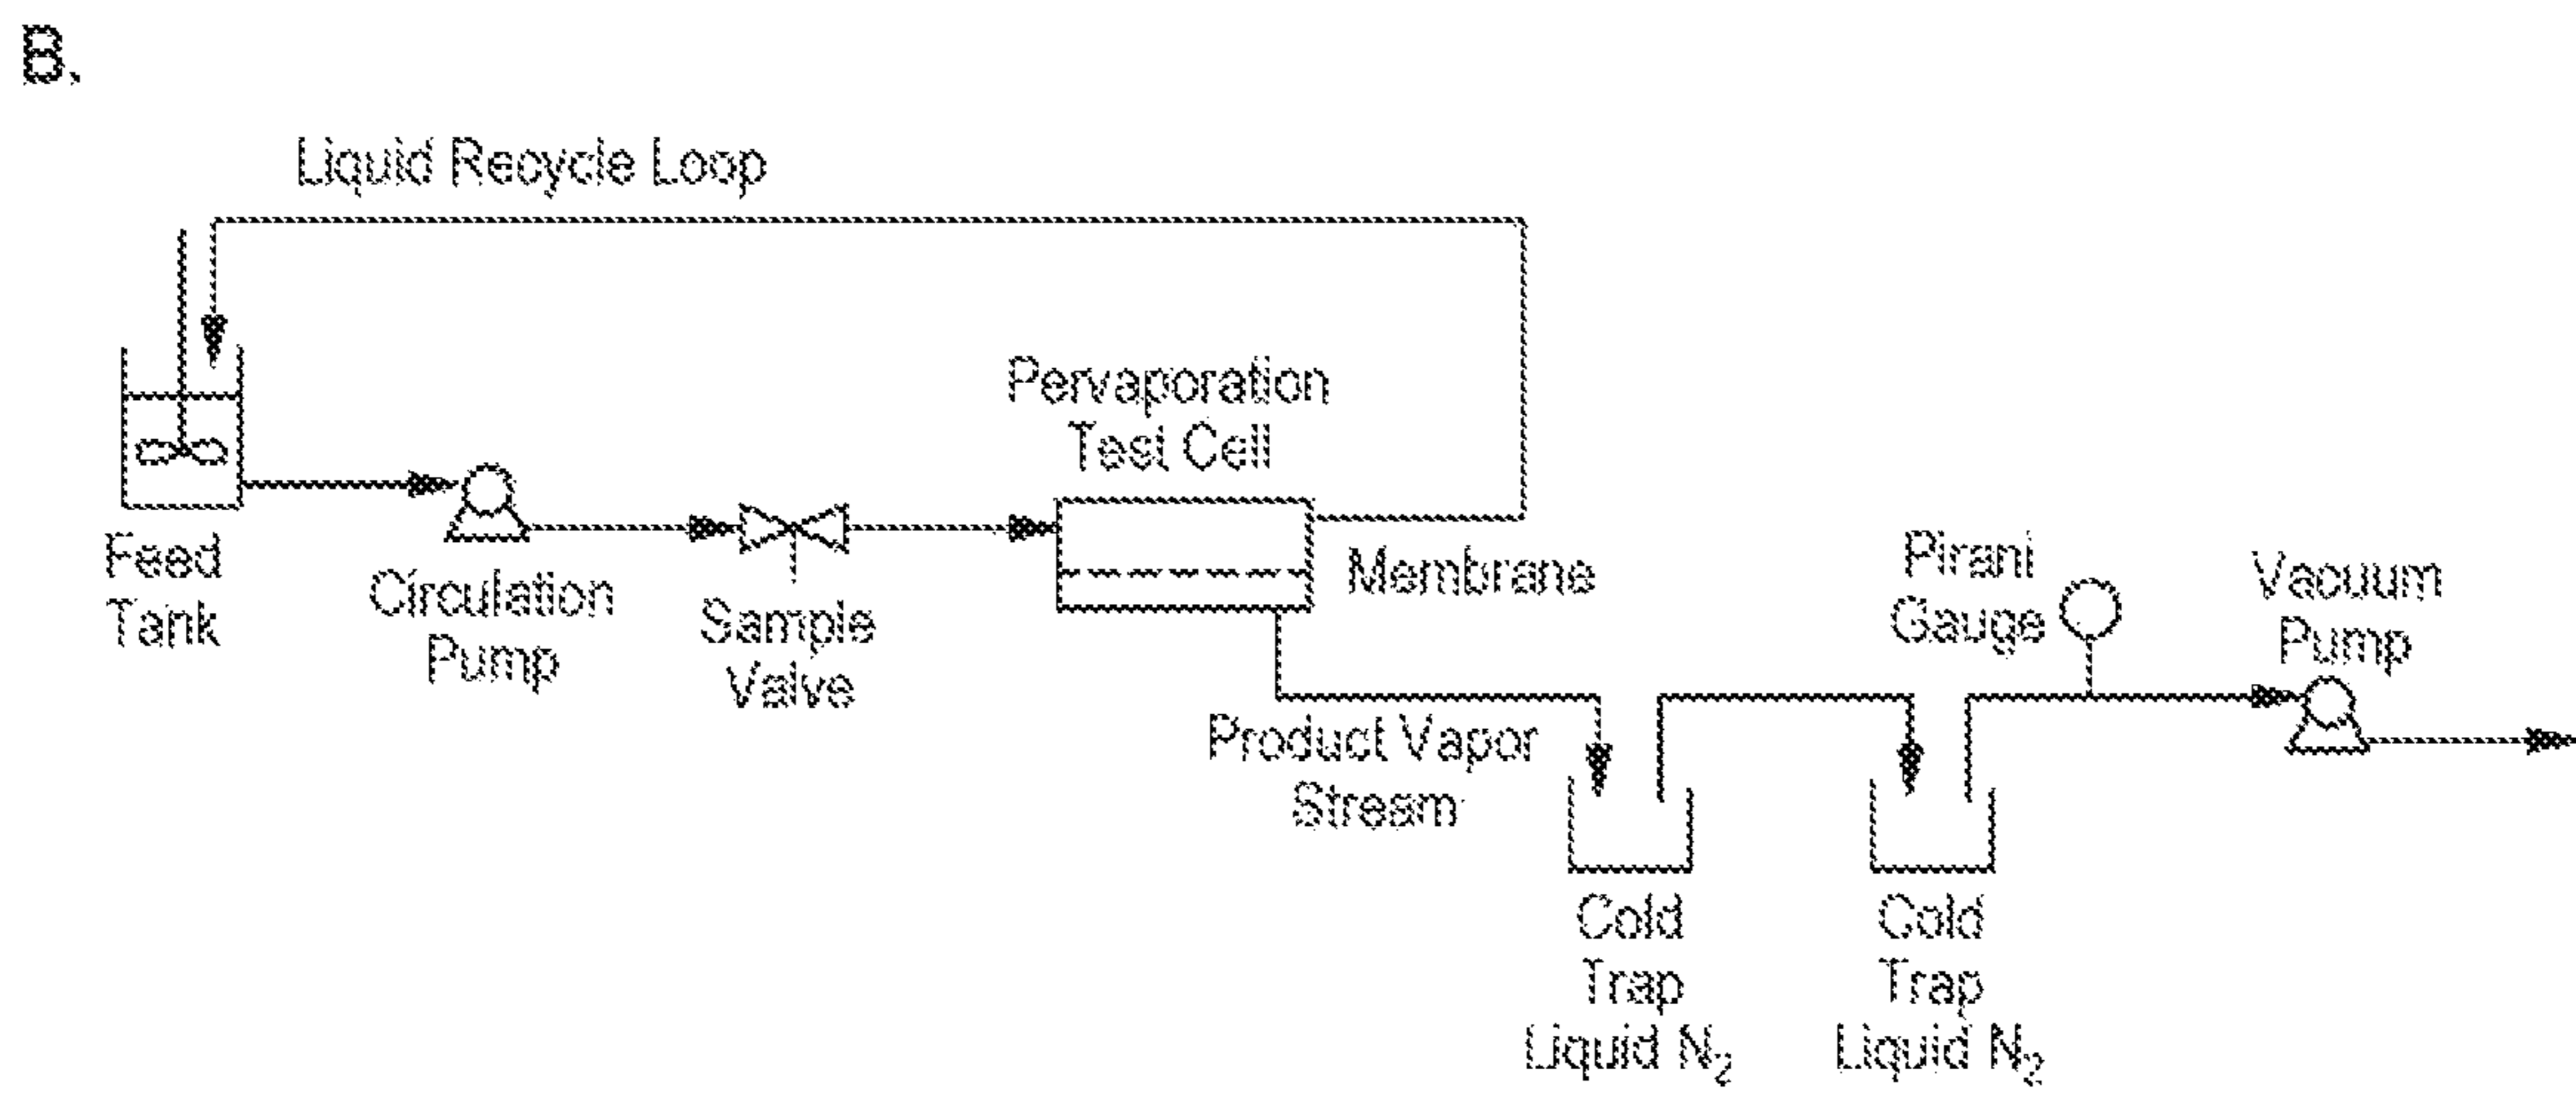 B.
Liquid Recycle Loop
Pervaporation
Test Cell
Feed
Tank
Circulation
Pump
Sample
Valve
Membrane
Pirani
Gauge
Vacuum
Pump
Product Vapor
Stream
Cold
Trap
Liquid N₂
Cold
Trap
Liquid N₂